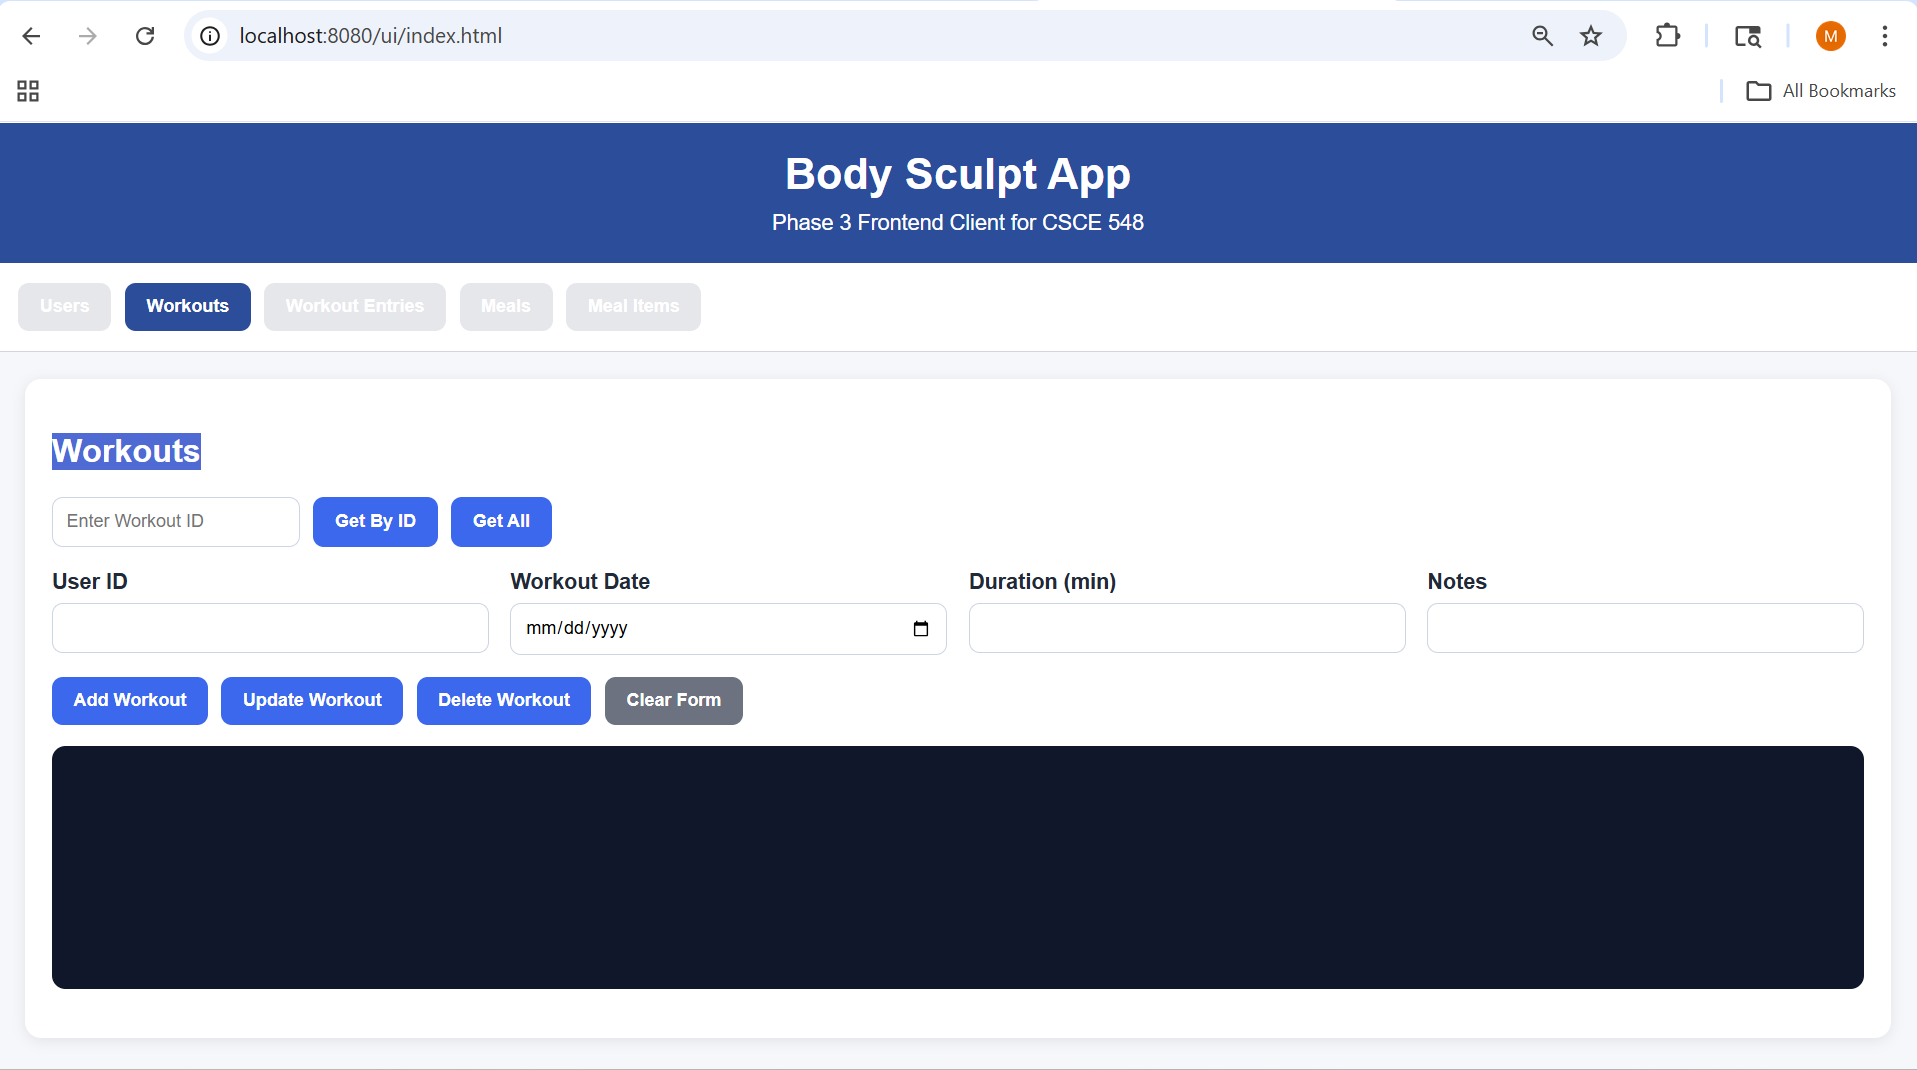 localhost:8080/ui/index.html
M
All Bookmarks
Body Sculpt App
Phase 3 Frontend Client for CSCE 548
Users Workouts Workout Entries Meals Meal Items
Workouts
Enter Workout ID Get By ID Get All
User ID Workout Date Duration (min) Notes
mm/dd/yyyy
Add Workout Update Workout Delete Workout Clear Form